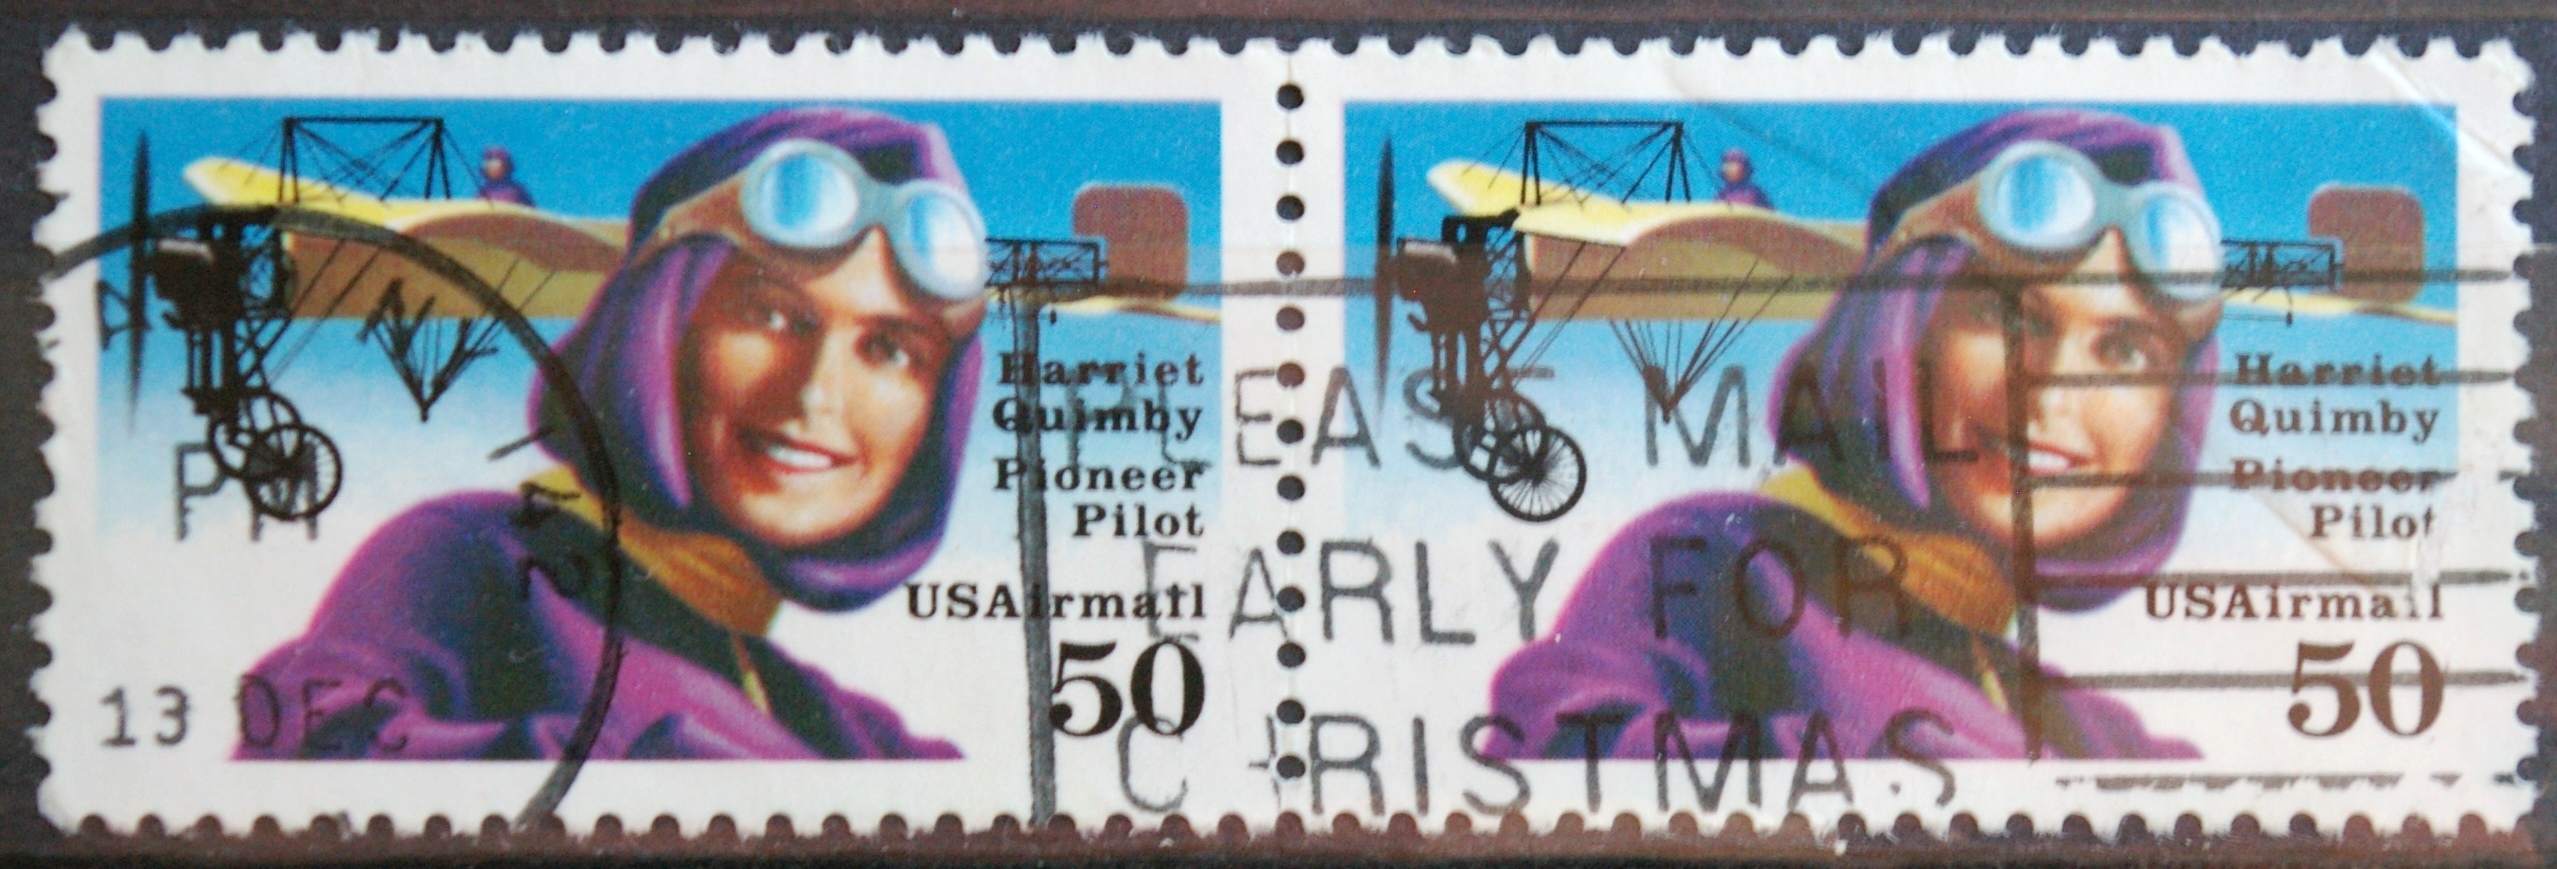 Harriet
Quimby
Pioneer
Pilot
USAirmail
50
Harriet
Quimby
Pioneer
Pilot
USAirmail
50
PM
13 DEC
PLEASE MAIL
EARLY FOR
CHRISTMAS